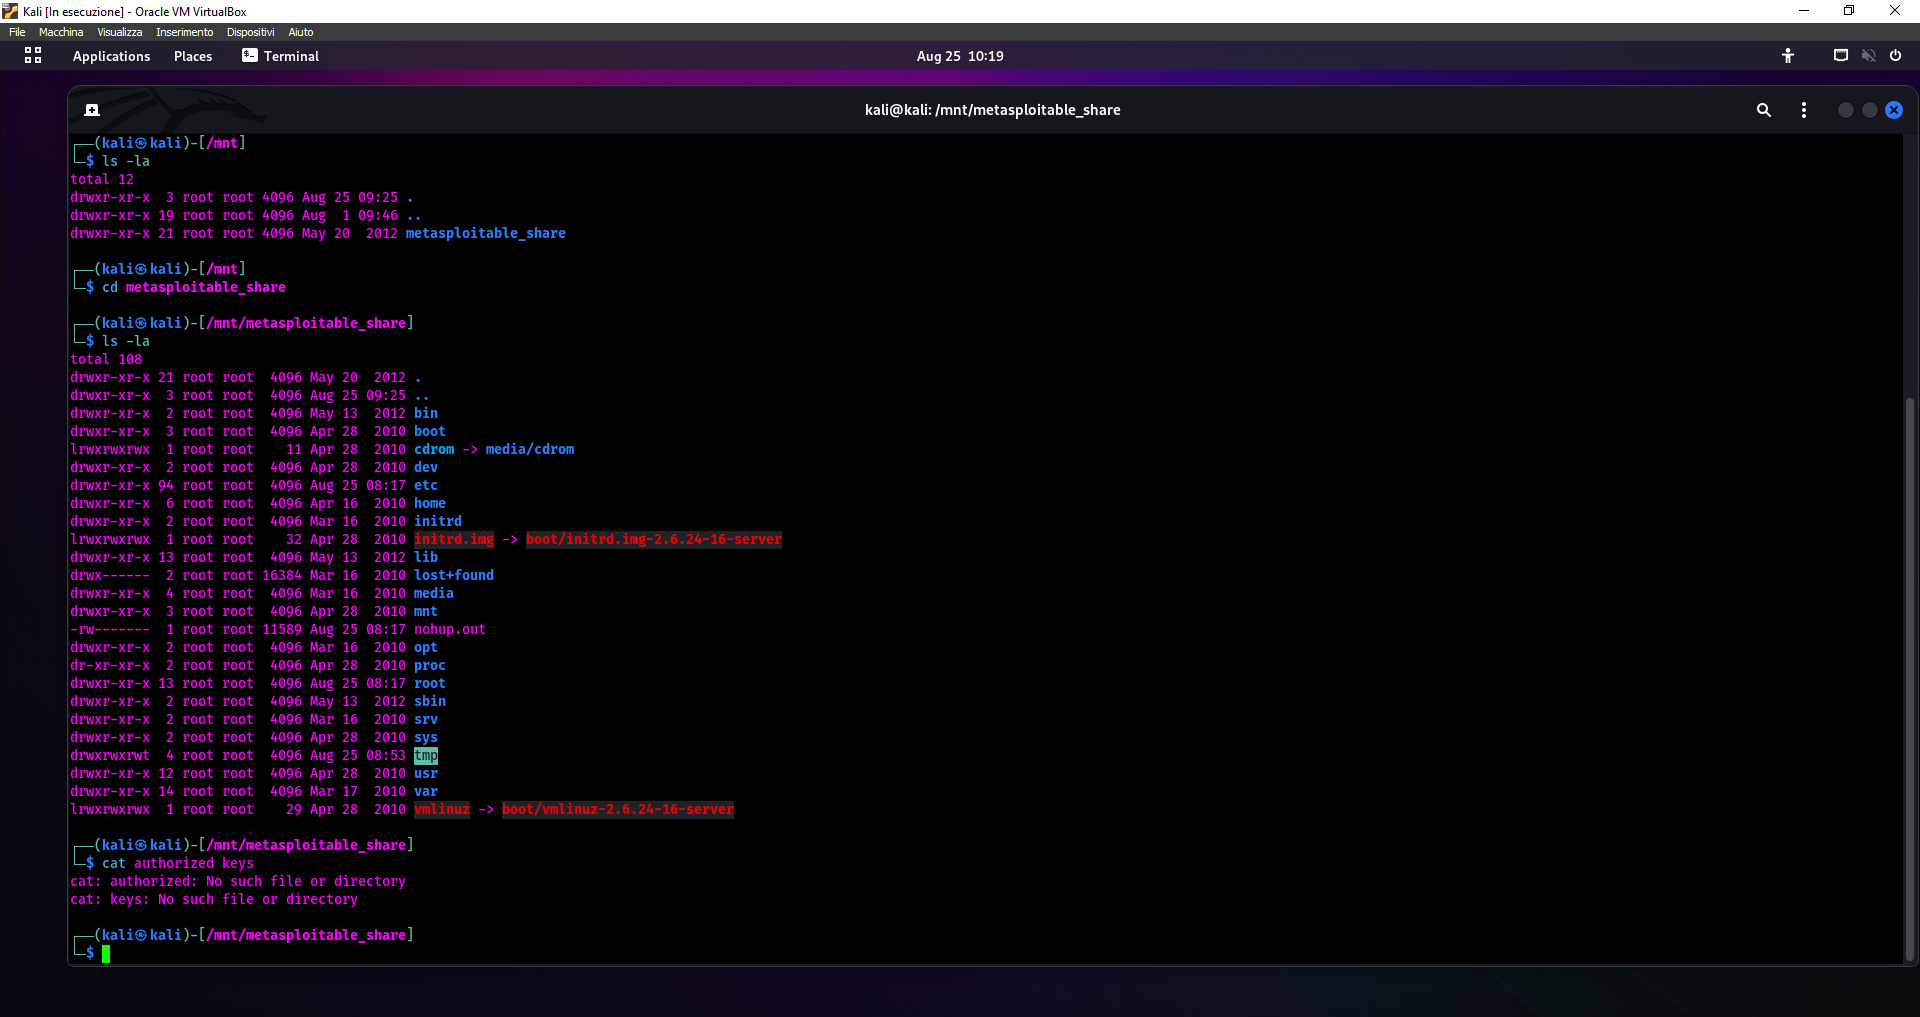 Kali [In esecuzione] - Oracle VM VirtualBox
File Macchina Visualizza Inserimento Dispositivi Aiuto
Applications Places Terminal Aug 25 10:19
kali@kali: /mnt/metasploitable_share
┌──(kali㉿kali)-[/mnt]
└─$ ls -la
total 12
drwxr-xr-x  3 root root 4096 Aug 25 09:25 .
drwxr-xr-x 19 root root 4096 Aug  1 09:46 ..
drwxr-xr-x 21 root root 4096 May 20  2012 metasploitable_share
┌──(kali㉿kali)-[/mnt]
└─$ cd metasploitable_share
┌──(kali㉿kali)-[/mnt/metasploitable_share]
└─$ ls -la
total 108
drwxr-xr-x 21 root root  4096 May 20  2012 .
drwxr-xr-x  3 root root  4096 Aug 25 09:25 ..
drwxr-xr-x  2 root root  4096 May 13  2012 bin
drwxr-xr-x  3 root root  4096 Apr 28  2010 boot
lrwxrwxrwx  1 root root    11 Apr 28  2010 cdrom -> media/cdrom
drwxr-xr-x  2 root root  4096 Apr 28  2010 dev
drwxr-xr-x 94 root root  4096 Aug 25 08:17 etc
drwxr-xr-x  6 root root  4096 Apr 16  2010 home
drwxr-xr-x  2 root root  4096 Mar 16  2010 initrd
lrwxrwxrwx  1 root root    32 Apr 28  2010 initrd.img -> boot/initrd.img-2.6.24-16-server
drwxr-xr-x 13 root root  4096 May 13  2012 lib
drwx------  2 root root 16384 Mar 16  2010 lost+found
drwxr-xr-x  4 root root  4096 Mar 16  2010 media
drwxr-xr-x  3 root root  4096 Apr 28  2010 mnt
-rw-------  1 root root 11589 Aug 25 08:17 nohup.out
drwxr-xr-x  2 root root  4096 Mar 16  2010 opt
dr-xr-xr-x  2 root root  4096 Apr 28  2010 proc
drwxr-xr-x 13 root root  4096 Aug 25 08:17 root
drwxr-xr-x  2 root root  4096 May 13  2012 sbin
drwxr-xr-x  2 root root  4096 Mar 16  2010 srv
drwxr-xr-x  2 root root  4096 Apr 28  2010 sys
drwxrwxrwt  4 root root  4096 Aug 25 08:53 tmp
drwxr-xr-x 12 root root  4096 Apr 28  2010 usr
drwxr-xr-x 14 root root  4096 Mar 17  2010 var
lrwxrwxrwx  1 root root    29 Apr 28  2010 vmlinuz -> boot/vmlinuz-2.6.24-16-server
┌──(kali㉿kali)-[/mnt/metasploitable_share]
└─$ cat authorized keys
cat: authorized: No such file or directory
cat: keys: No such file or directory
┌──(kali㉿kali)-[/mnt/metasploitable_share]
└─$